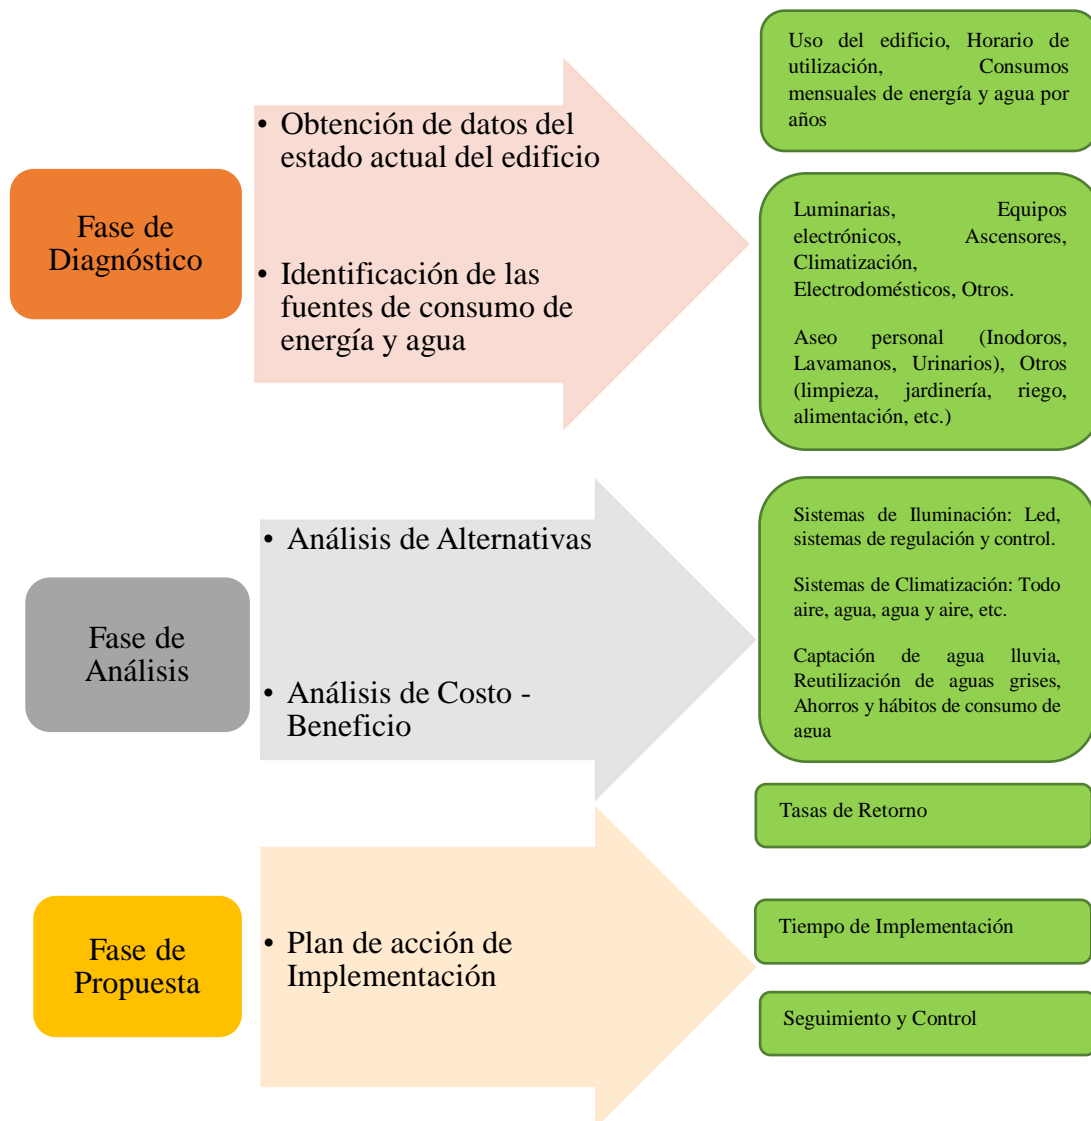 Fase de
Diagnóstico
• Obtención de datos del
estado actual del edificio
• Identificación de las
fuentes de consumo de
energía y agua
Uso del edificio, Horario de
utilización, Consumos
mensuales de energía y agua por
años
Luminarias, Equipos
electrónicos, Ascensores,
Climatización,
Electrodomésticos, Otros.
Aseo personal (Inodoros,
Lavamanos, Urinarios), Otros
(limpieza, jardinería, riego,
alimentación, etc.)
Fase de
Análisis
• Análisis de Alternativas
• Análisis de Costo -
Beneficio
Sistemas de Iluminación: Led,
sistemas de regulación y control.
Sistemas de Climatización: Todo
aire, agua, agua y aire, etc.
Captación de agua lluvia,
Reutilización de aguas grises,
Ahorros y hábitos de consumo de
agua
Tasas de Retorno
Fase de
Propuesta
• Plan de acción de
Implementación
Tiempo de Implementación
Seguimiento y Control